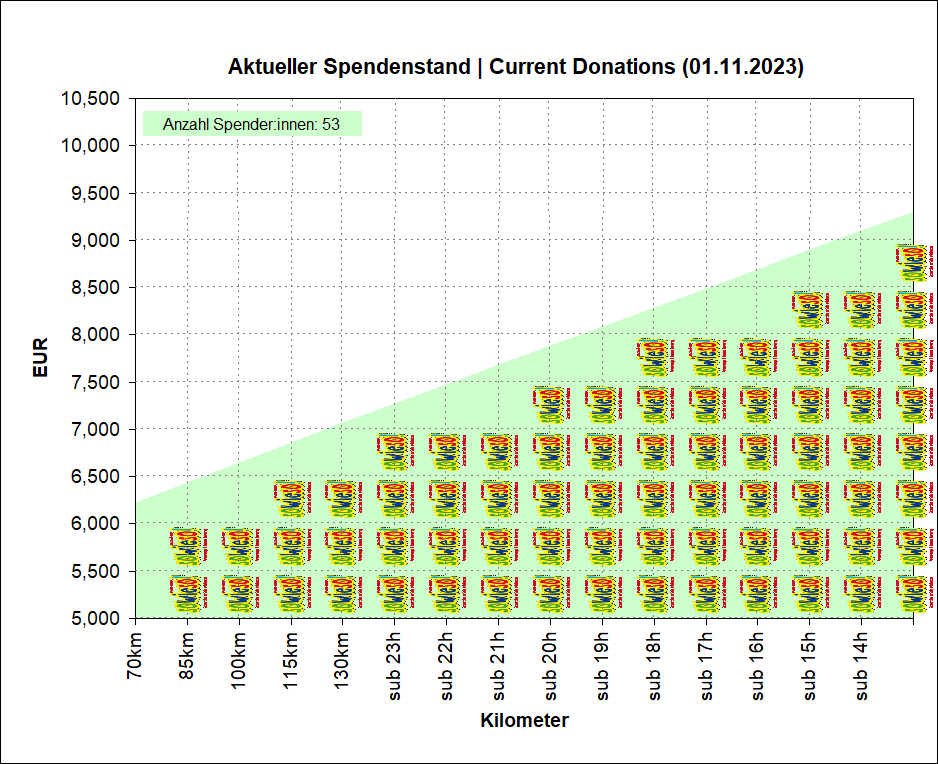 Aktueller Spendenstand | Current Donations (01.11.2023)
10,500
Anzahl Spender:innen: 53
10,000
9,500
9,000
8,500
8,000
7,500
7,000
6,500
6,000
5,500
5,000
EUR
70km
85km
100km
115km
130km
sub 23h
sub 22h
sub 21h
sub 20h
sub 19h
sub 18h
sub 17h
sub 16h
sub 15h
sub 14h
Kilometer